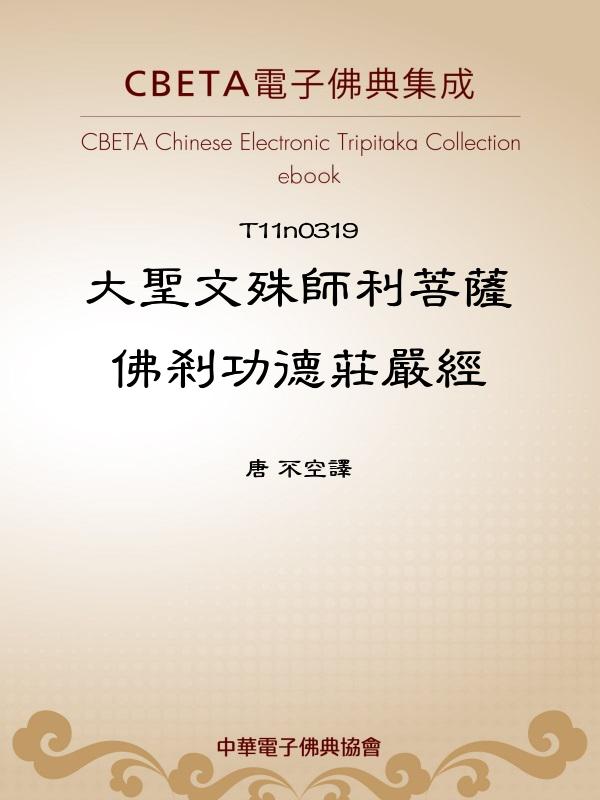 CBETA電子佛典集成
CBETA Chinese Electronic Tripitaka Collection
ebook
T11n0319
大聖文殊師利菩薩
佛剎功德莊嚴經
唐 不空譯
中華電子佛典協會